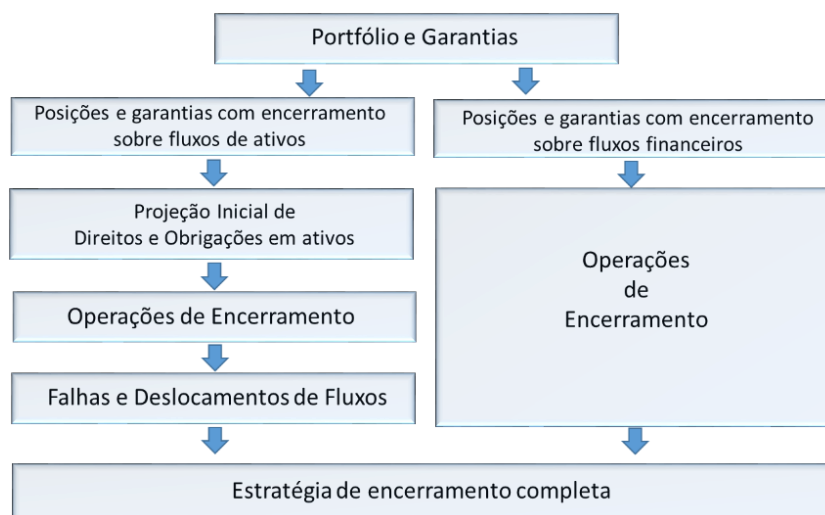 Portfólio e Garantias
Posições e garantias com encerramento
sobre fluxos de ativos
Posições e garantias com encerramento
sobre fluxos financeiros
Projeção Inicial de
Direitos e Obrigações em ativos
Operações de Encerramento
Falhas e Deslocamentos de Fluxos
Operações
de
Encerramento
Estratégia de encerramento completa